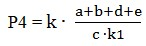 P4 = k · a+b+d+e
c·k1